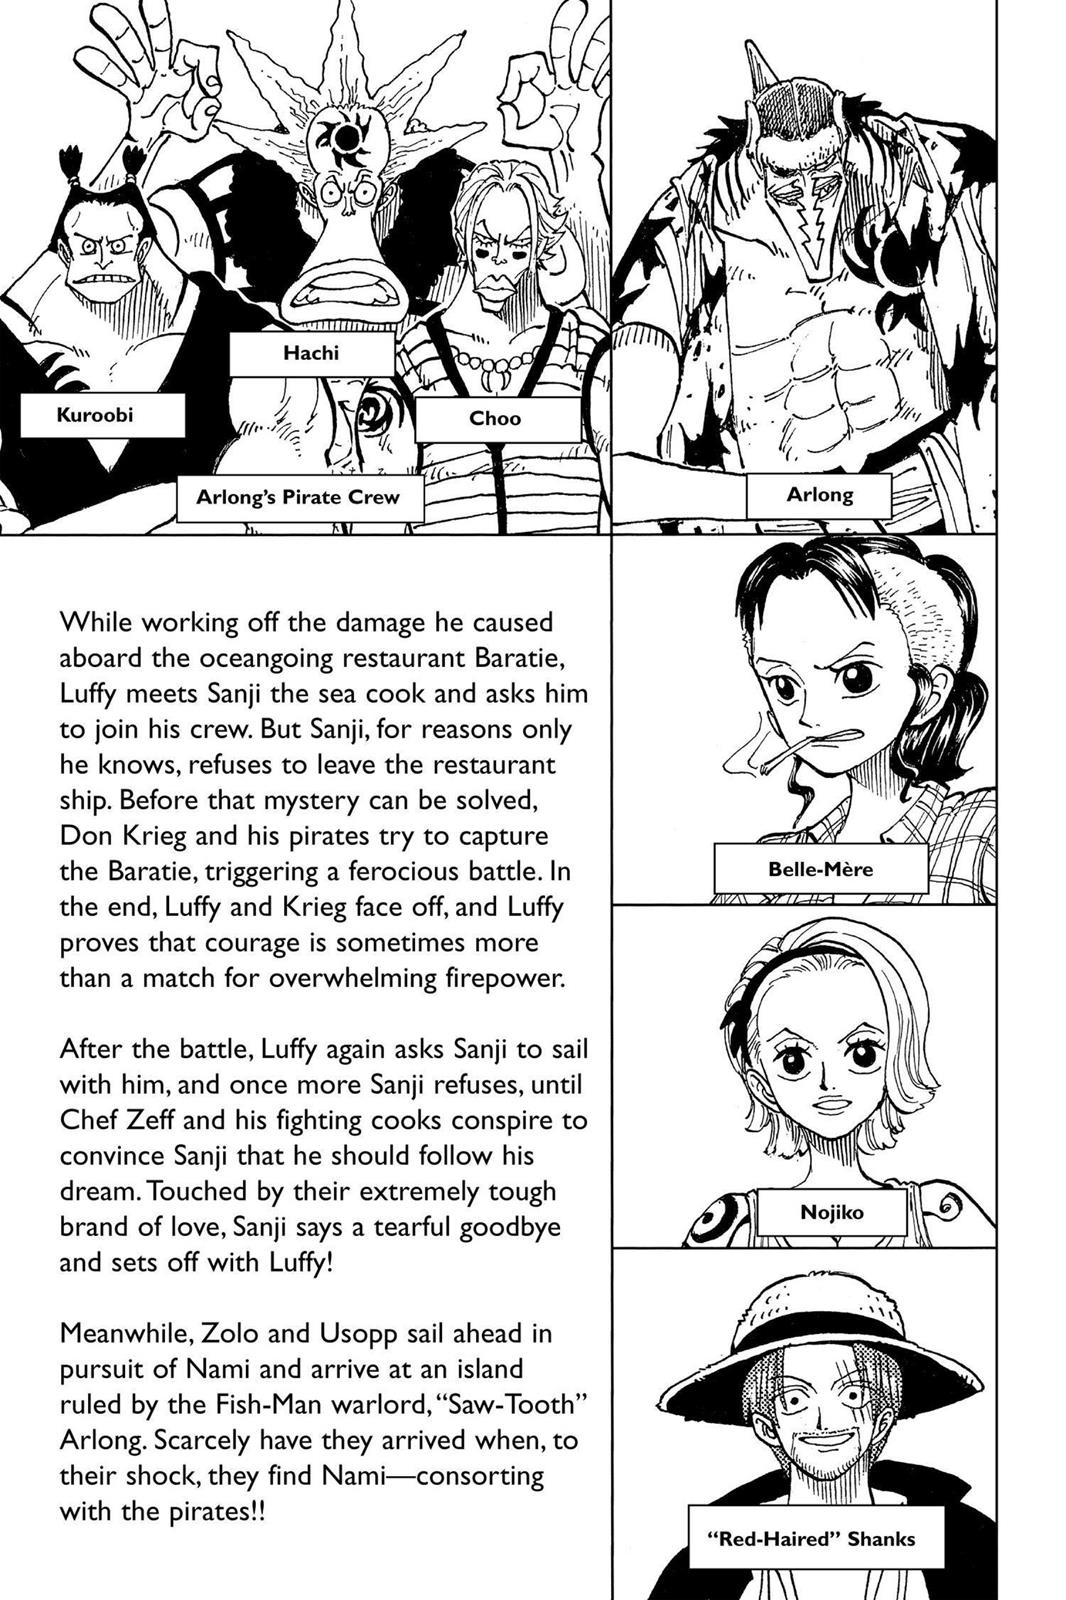 Hachi
Kuroobi
Choo
Arlong's Pirate Crew
Arlong
While working off the damage he caused
aboard the oceangoing restaurant Baratie,
Luffy meets Sanji the sea cook and asks him
to join his crew. But Sanji, for reasons only
he knows, refuses to leave the restaurant
ship. Before that mystery can be solved,
Don Krieg and his pirates try to capture
the Baratie, triggering a ferocious battle. In
the end, Luffy and Krieg face off, and Luffy
proves that courage is sometimes more
than a match for overwhelming firepower.
After the battle, Luffy again asks Sanji to sail
with him, and once more Sanji refuses, until
Chef Zeff and his fighting cooks conspire to
convince Sanji that he should follow his
dream. Touched by their extremely tough
brand of love, Sanji says a tearful goodbye
and sets off with Luffy!
Meanwhile, Zolo and Usopp sail ahead in
pursuit of Nami and arrive at an island
ruled by the Fish-Man warlord, “Saw-Tooth”
Arlong. Scarcely have they arrived when, to
their shock, they find Nami—consorting
with the pirates!!
Belle-Mère
Nojiko
“Red-Haired” Shanks